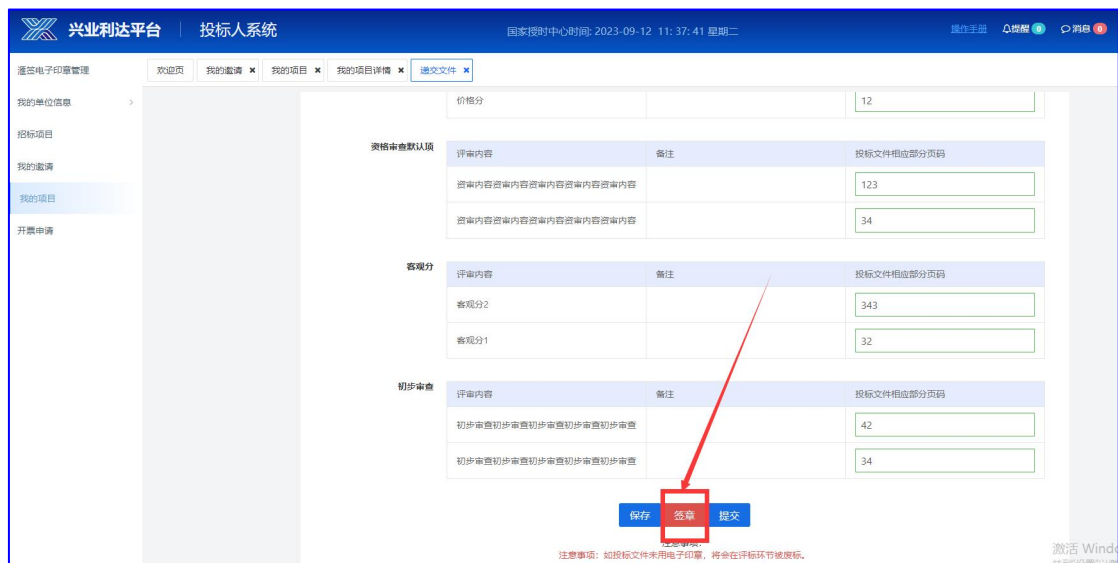 兴业利达平台 投标人系统 国家授时中心时间: 2023-09-12 11: 37: 41 星期二 操作手册 提醒 0 消息 0
欢迎页 我的邀请 × 我的项目 × 我的项目详情 × 递交文件 ×
电子印章管理
我的单位信息 >
招标项目
我的邀请
我的项目
开票申请
价格分 12
资格审查默认顶 评审内容 备注 投标文件相应部分页码
资审内容资审内容资审内容资审内容资审内容 123
资审内容资审内容资审内容资审内容资审内容 34
客观分 评审内容 备注 投标文件相应部分页码
客观分2 343
客观分1 32
初步审查 评审内容 备注 投标文件相应部分页码
初步审查初步审查初步审查初步审查初步审查 42
初步审查初步审查初步审查初步审查初步审查 34
保存 签章 提交
注意事项:
注意事项：如投标文件未用电子印章，将会在评标环节被废标。
激活 Windo